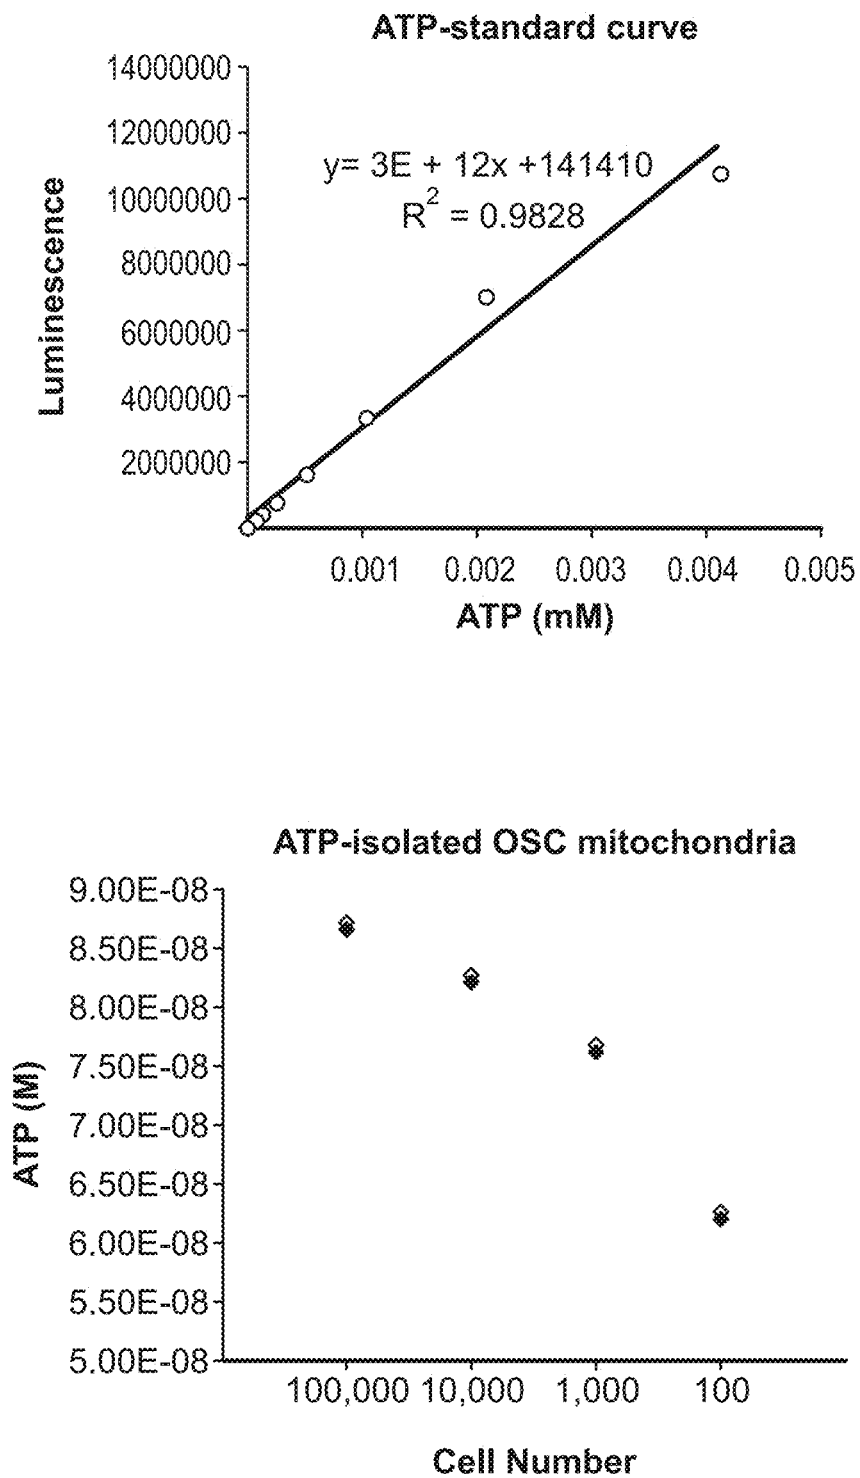 ATP-standard curve
14000000
12000000
10000000
8000000
6000000
4000000
2000000
Luminescence
y= 3E + 12x +141410
R² = 0.9828
0.001 0.002 0.003 0.004 0.005
ATP (mM)
ATP-isolated OSC mitochondria
9.00E-08
8.50E-08
8.00E-08
7.50E-08
7.00E-08
6.50E-08
6.00E-08
5.50E-08
5.00E-08
ATP (M)
100,000 10,000 1,000 100
Cell Number